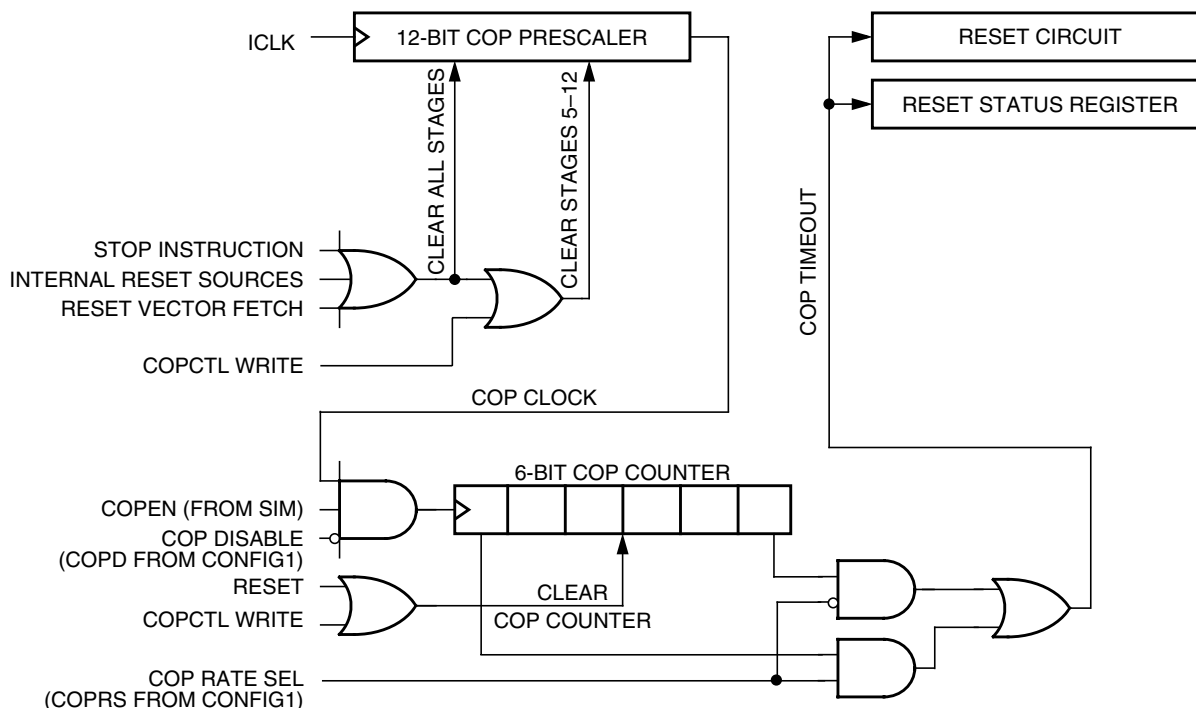 ICLK
12-BIT COP PRESCALER
RESET CIRCUIT
RESET STATUS REGISTER
CLEAR ALL STAGES
CLEAR STAGES 5–12
STOP INSTRUCTION
INTERNAL RESET SOURCES
RESET VECTOR FETCH
COPCTL WRITE
COP TIMEOUT
COP CLOCK
6-BIT COP COUNTER
COPEN (FROM SIM)
COP DISABLE
(COPD FROM CONFIG1)
RESET
COPCTL WRITE
CLEAR
COP COUNTER
COP RATE SEL
(COPRS FROM CONFIG1)